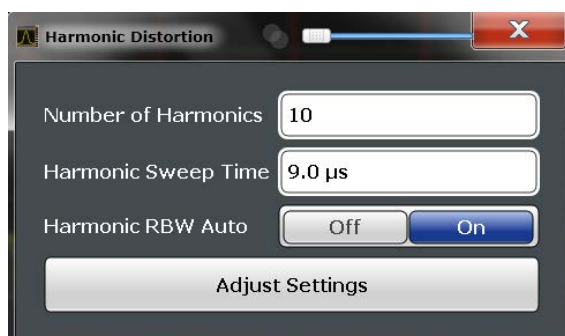 Harmonic Distortion
X
Number of Harmonics 10
Harmonic Sweep Time 9.0 µs
Harmonic RBW Auto Off On
Adjust Settings